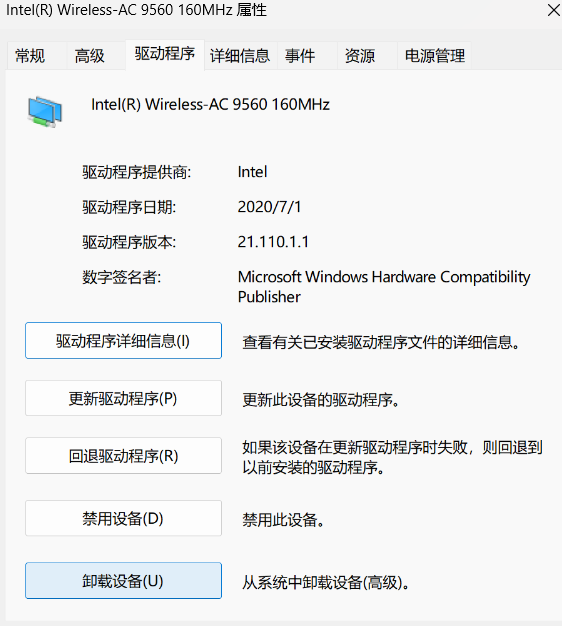 Intel(R) Wireless-AC 9560 160MHz 属性
常规 高级 驱动程序 详细信息 事件 资源 电源管理
Intel(R) Wireless-AC 9560 160MHz
驱动程序提供商: Intel
驱动程序日期: 2020/7/1
驱动程序版本: 21.110.1.1
数字签名者: Microsoft Windows Hardware Compatibility
Publisher
驱动程序详细信息(I) 查看有关已安装驱动程序文件的详细信息。
更新驱动程序(P) 更新此设备的驱动程序。
回退驱动程序(R) 如果该设备在更新驱动程序时失败，则回退到
以前安装的驱动程序。
禁用设备(D) 禁用此设备。
卸载设备(U) 从系统中卸载设备(高级)。